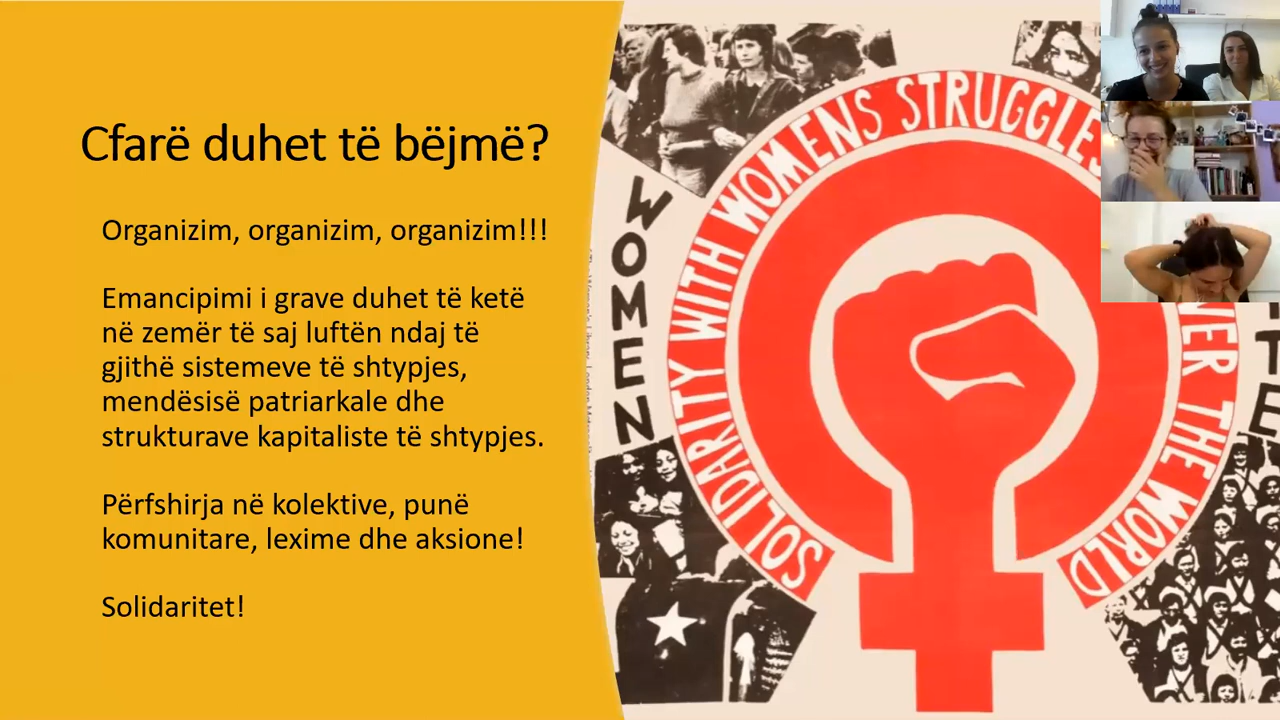 Cfarë duhet të bëjmë?
Organizim, organizim, organizim!!!
Emancipimi i grave duhet të ketë
në zemër të saj luftën ndaj të
gjithë sistemeve të shtypjes,
mendësisë patriarkale dhe
strukturave kapitaliste të shtypjes.
Përfshirja në kolektive, punë
komunitare, lexime dhe aksione!
Solidaritet!
WOMEN
SOLIDARITY WITH WOMENS STRUGGLES
THE WORLD